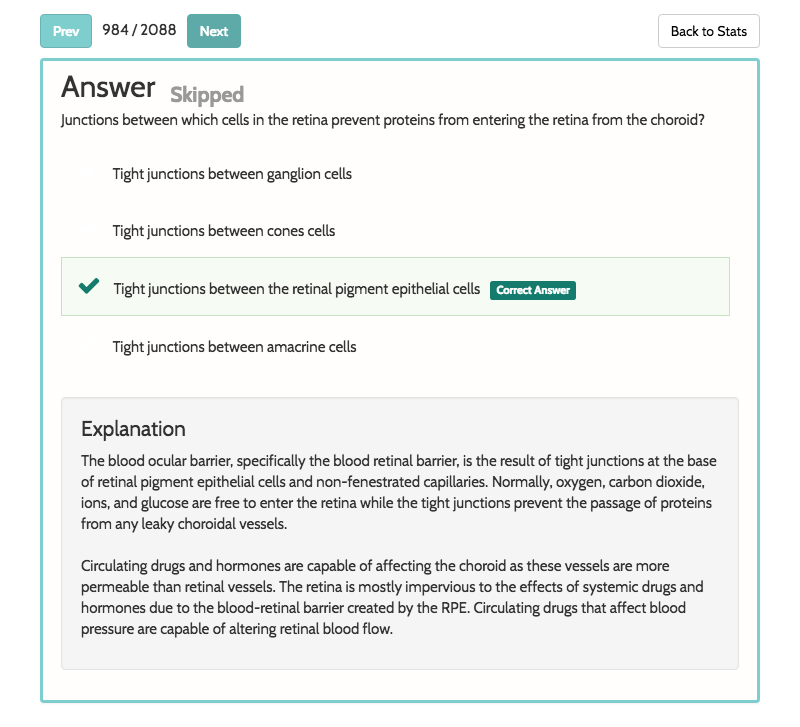 Prev 984 / 2088 Next Back to Stats
Answer Skipped
Junctions between which cells in the retina prevent proteins from entering the retina from the choroid?
Tight junctions between ganglion cells
Tight junctions between cones cells
Tight junctions between the retinal pigment epithelial cells Correct Answer
Tight junctions between amacrine cells
Explanation
The blood ocular barrier, specifically the blood retinal barrier, is the result of tight junctions at the base
of retinal pigment epithelial cells and non-fenestrated capillaries. Normally, oxygen, carbon dioxide,
ions, and glucose are free to enter the retina while the tight junctions prevent the passage of proteins
from any leaky choroidal vessels.
Circulating drugs and hormones are capable of affecting the choroid as these vessels are more
permeable than retinal vessels. The retina is mostly impervious to the effects of systemic drugs and
hormones due to the blood-retinal barrier created by the RPE. Circulating drugs that affect blood
pressure are capable of altering retinal blood flow.